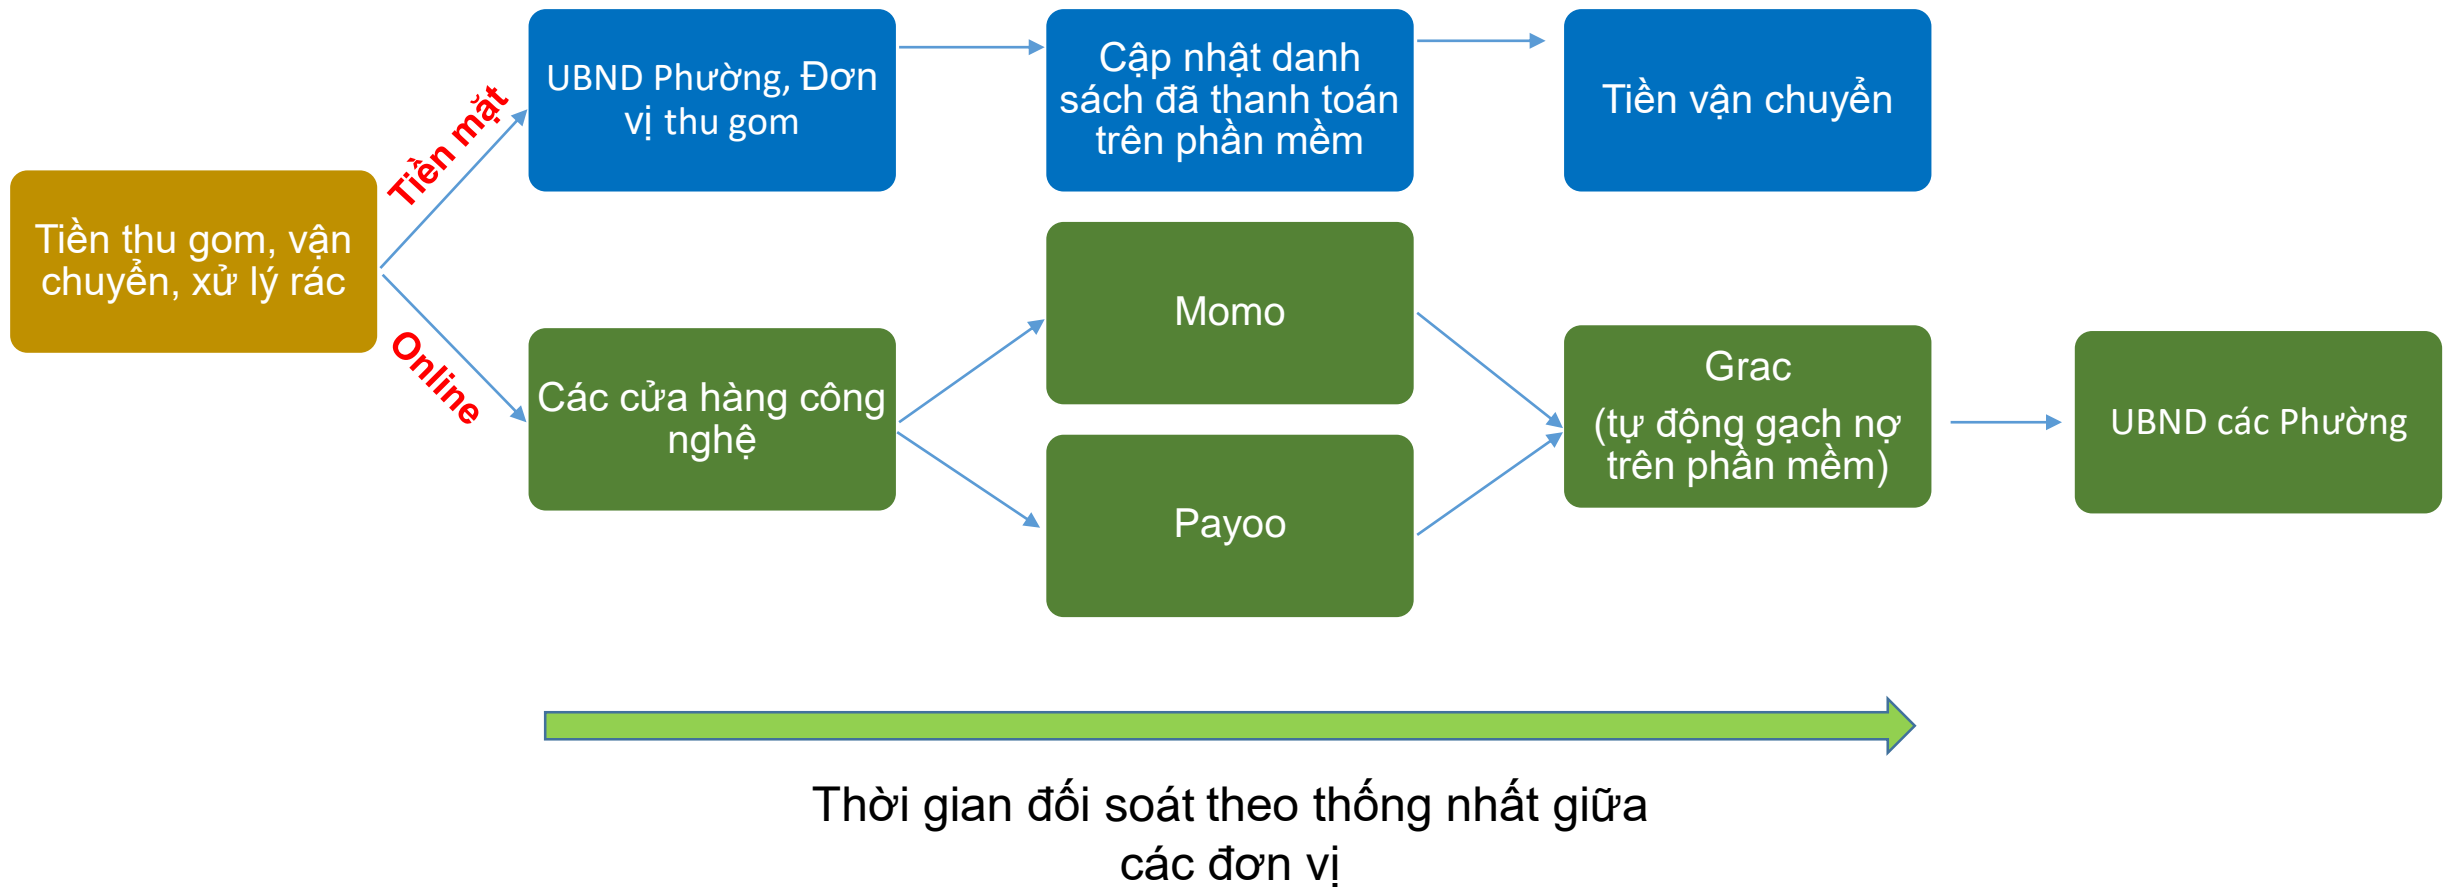 Tiền thu gom, vận
chuyển, xử lý rác
Tiền mặt
UBND Phường, Đơn
vị thu gom
Cập nhật danh
sách đã thanh toán
trên phần mềm
Tiền vận chuyển
Online
Các cửa hàng công
nghệ
Momo
Payoo
Grac
(tự động gạch nợ
trên phần mềm)
UBND các Phường
Thời gian đối soát theo thống nhất giữa
các đơn vị